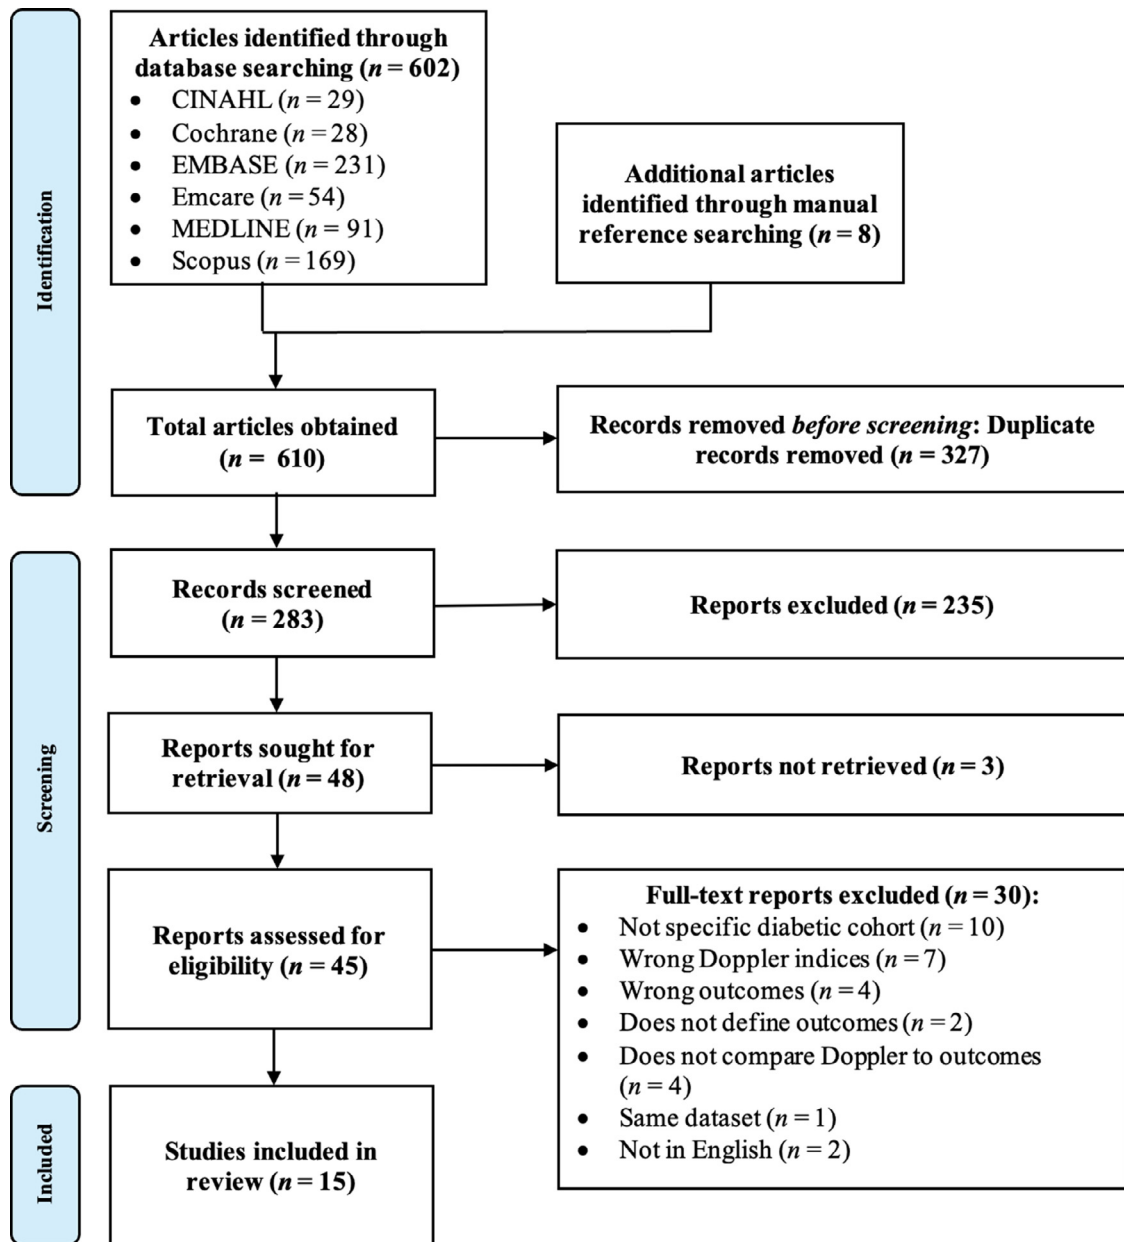 Identification
Articles identified through
database searching (n = 602)
• CINAHL (n = 29)
• Cochrane (n = 28)
• EMBASE (n = 231)
• Emcare (n = 54)
• MEDLINE (n = 91)
• Scopus (n = 169)
Additional articles
identified through manual
reference searching (n = 8)
Total articles obtained
(n = 610)
Records removed before screening: Duplicate
records removed (n = 327)
Screening
Records screened
(n = 283)
Reports excluded (n = 235)
Reports sought for
retrieval (n = 48)
Reports not retrieved (n = 3)
Reports assessed for
eligibility (n = 45)
Full-text reports excluded (n = 30):
• Not specific diabetic cohort (n = 10)
• Wrong Doppler indices (n = 7)
• Wrong outcomes (n = 4)
• Does not define outcomes (n = 2)
• Does not compare Doppler to outcomes
(n = 4)
• Same dataset (n = 1)
• Not in English (n = 2)
Included
Studies included in
review (n = 15)